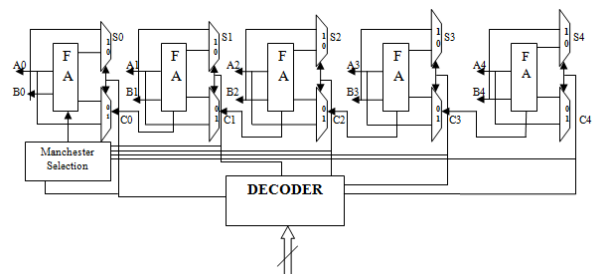 S0 S1 S2 S3 S4
1 0 1 0 1 0 1 0 1 0
F A F A F A F A F A
A0 A1 A2 A3 A4
B0 B1 B2 B3 B4
0 1 0 1 0 1 0 1 0 1
C0 C1 C2 C3 C4
Manchester
Selection
DECODER